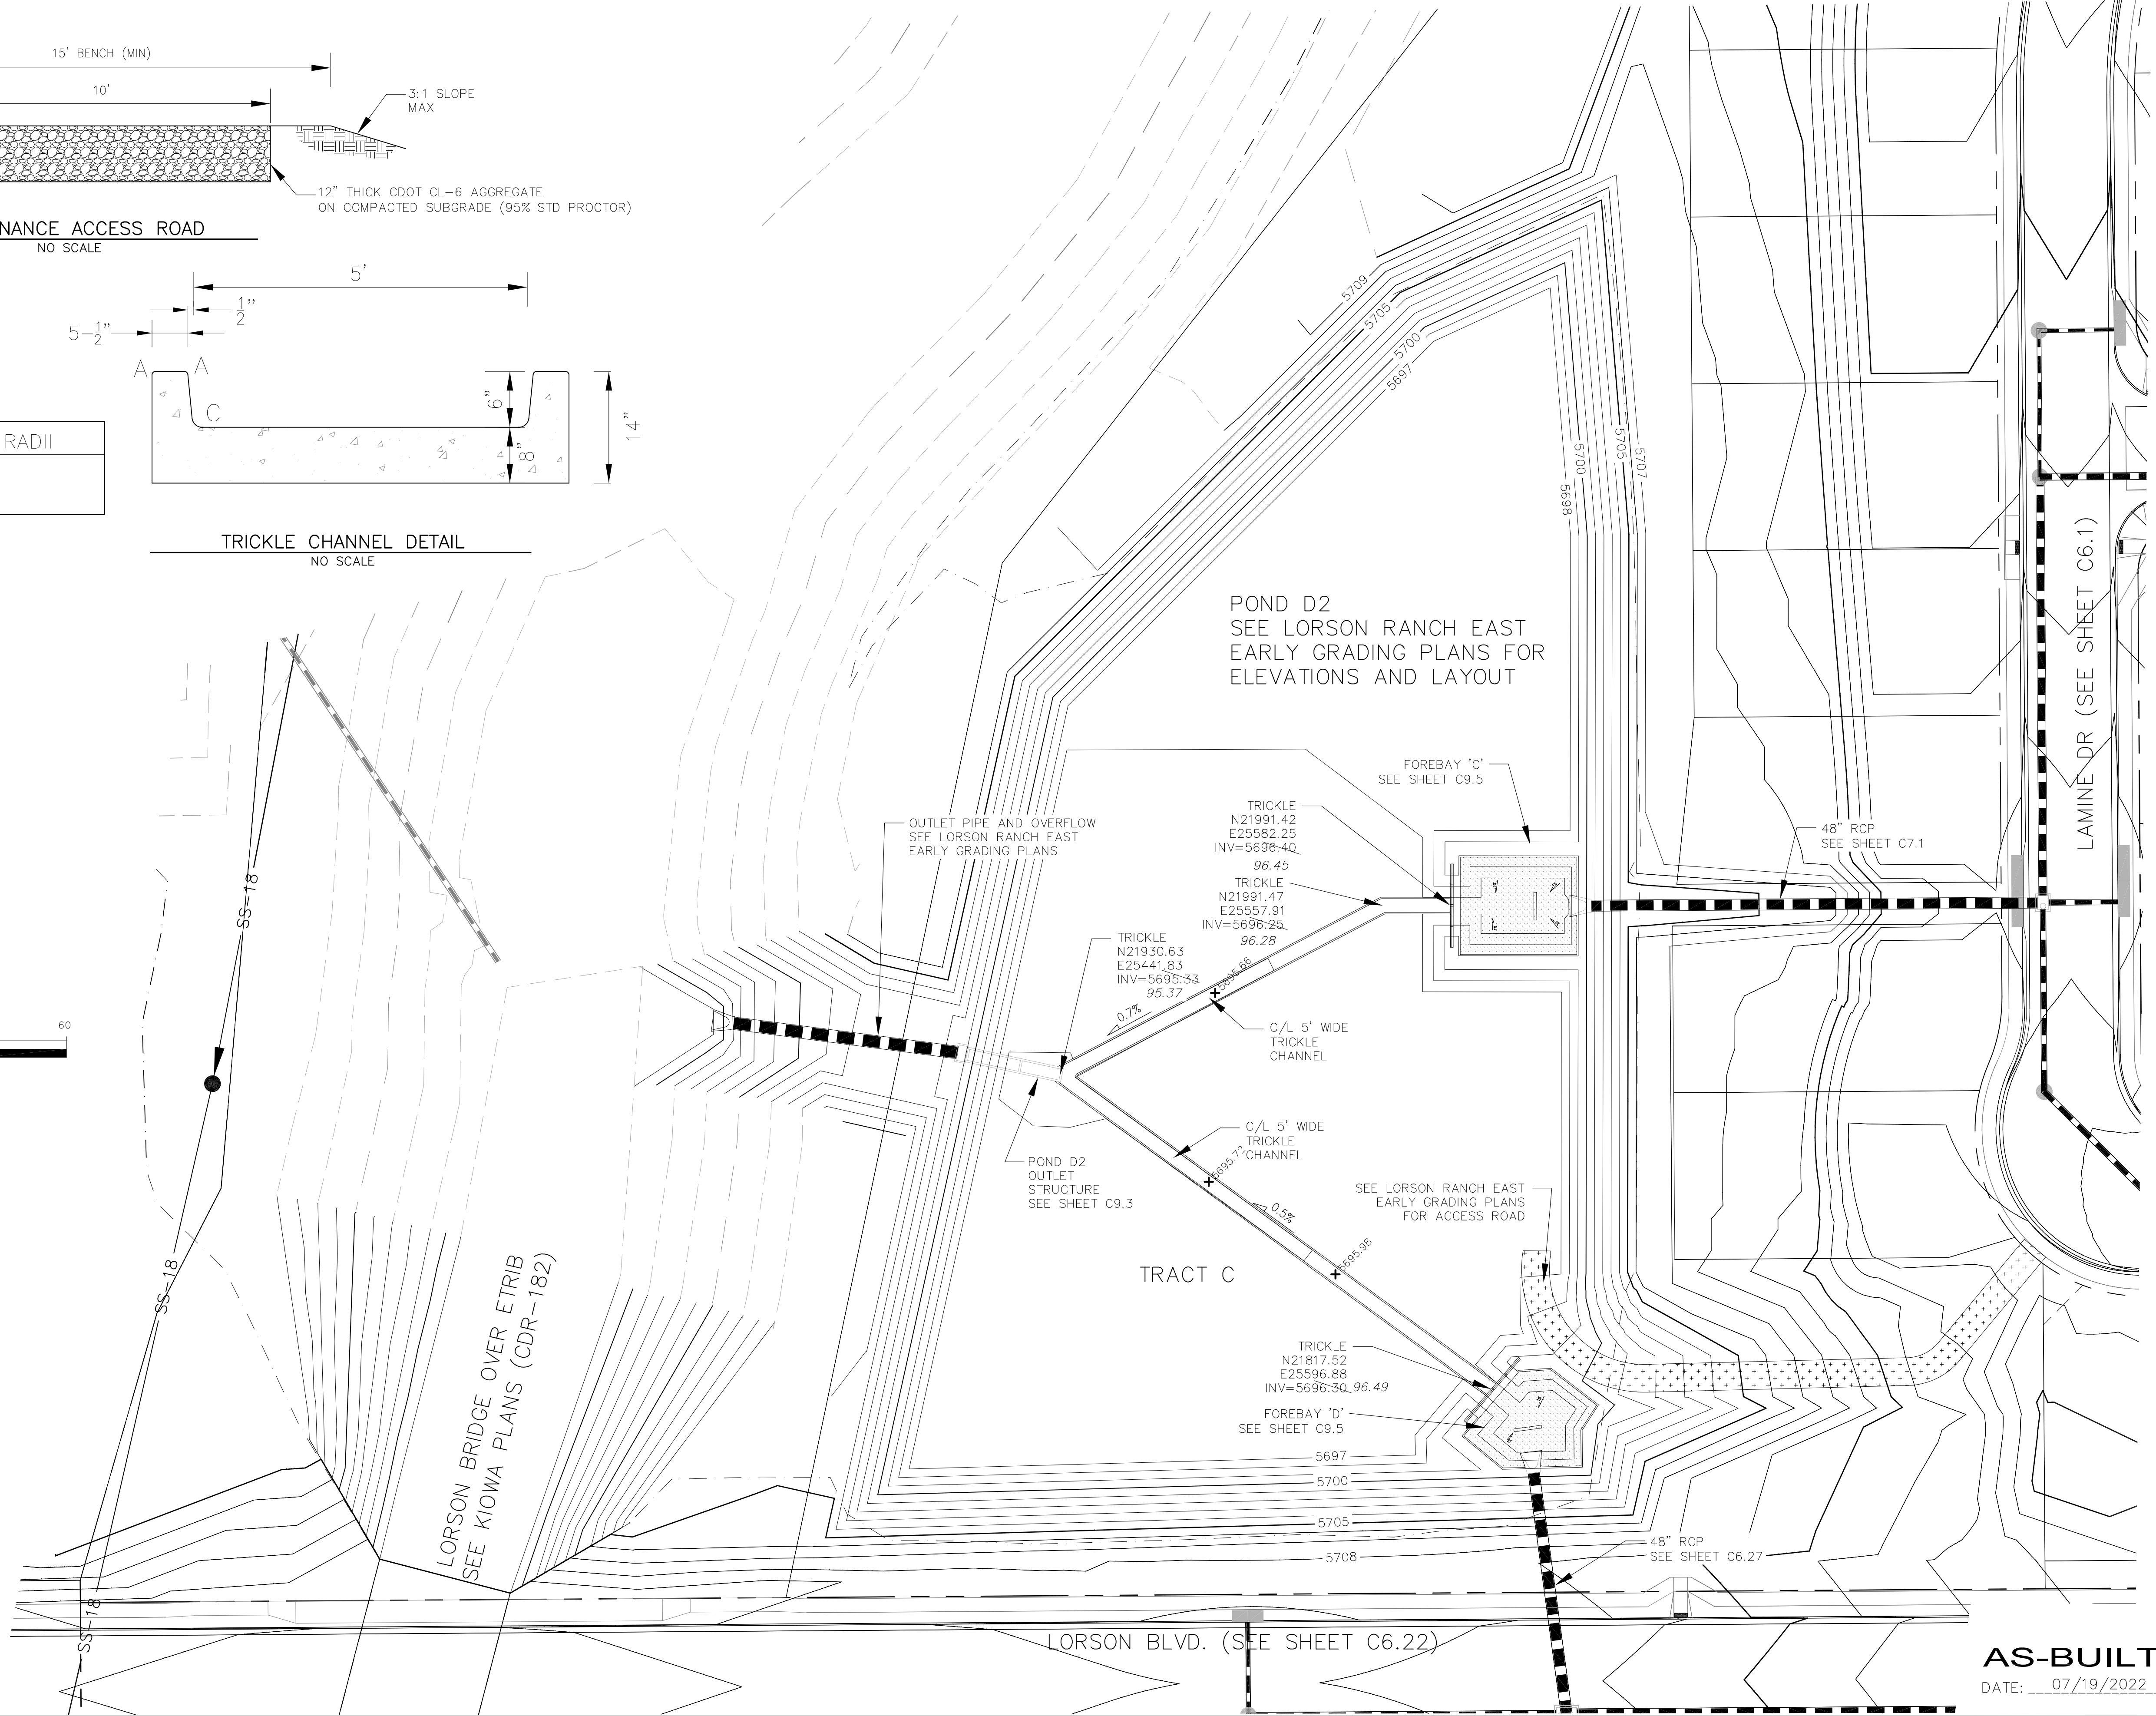 15' BENCH (MIN)
10'
3:1 SLOPE
MAX
12" THICK CDOT CL-6 AGGREGATE
ON COMPACTED SUBGRADE (95% STD PROCTOR)
NANCE ACCESS ROAD
NO SCALE
5'
1/2"
5-1/2"
A
A
C
6"
8"
14"
RADII
TRICKLE CHANNEL DETAIL
NO SCALE
5709
5705
5700
5697
5700
5698
5705
5707
POND D2
SEE LORSON RANCH EAST
EARLY GRADING PLANS FOR
ELEVATIONS AND LAYOUT
LAMINE DR (SEE SHEET C6.1)
FOREBAY 'C'
SEE SHEET C9.5
TRICKLE
N21991.42
E25582.25
INV=5696.40
96.45
TRICKLE
N21991.47
E25557.91
INV=5696.25
96.28
OUTLET PIPE AND OVERFLOW
SEE LORSON RANCH EAST
EARLY GRADING PLANS
48" RCP
SEE SHEET C7.1
TRICKLE
N21930.63
E25441.83
INV=5695.33
95.37
5695.66
0.7%
C/L 5' WIDE
TRICKLE
CHANNEL
SS-18
60
C/L 5' WIDE
TRICKLE
CHANNEL
5695.72
POND D2
OUTLET
STRUCTURE
SEE SHEET C9.3
0.5%
5695.98
SEE LORSON RANCH EAST
EARLY GRADING PLANS
FOR ACCESS ROAD
TRACT C
SS-18
LORSON BRIDGE OVER ETRIB
SEE KIOWA PLANS (CDR-182)
TRICKLE
N21817.52
E25596.88
INV=5696.30 96.49
FOREBAY 'D'
SEE SHEET C9.5
5697
5700
5705
5708
48" RCP
SEE SHEET C6.27
SS-18
LORSON BLVD. (SEE SHEET C6.22)
AS-BUILT
DATE: 07/19/2022